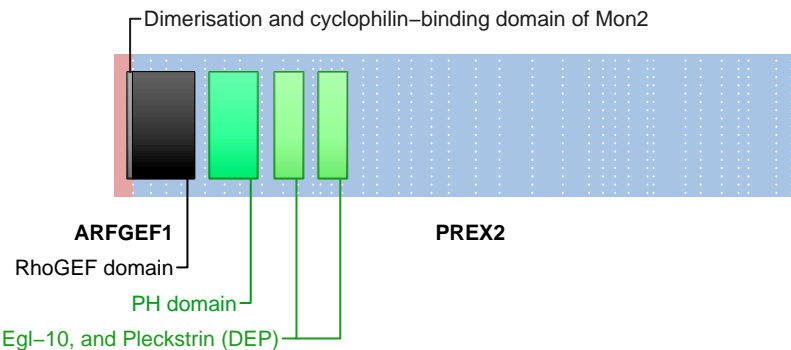 Dimerisation and cyclophilin−binding domain of Mon2
ARFGEF1 PREX2
RhoGEF domain
PH domain
Egl−10, and Pleckstrin (DEP)